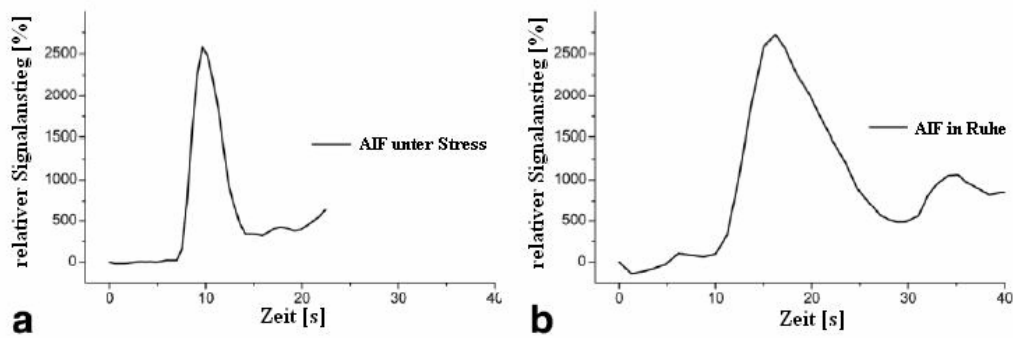 relativer Signalanstieg [%]
2500
2000
1500
1000
500
0
AIF unter Stress
0 10 20 30 40
Zeit [s]
a
relativer Signalanstieg [%]
2500
2000
1500
1000
500
0
AIF in Ruhe
0 10 20 30 40
Zeit [s]
b